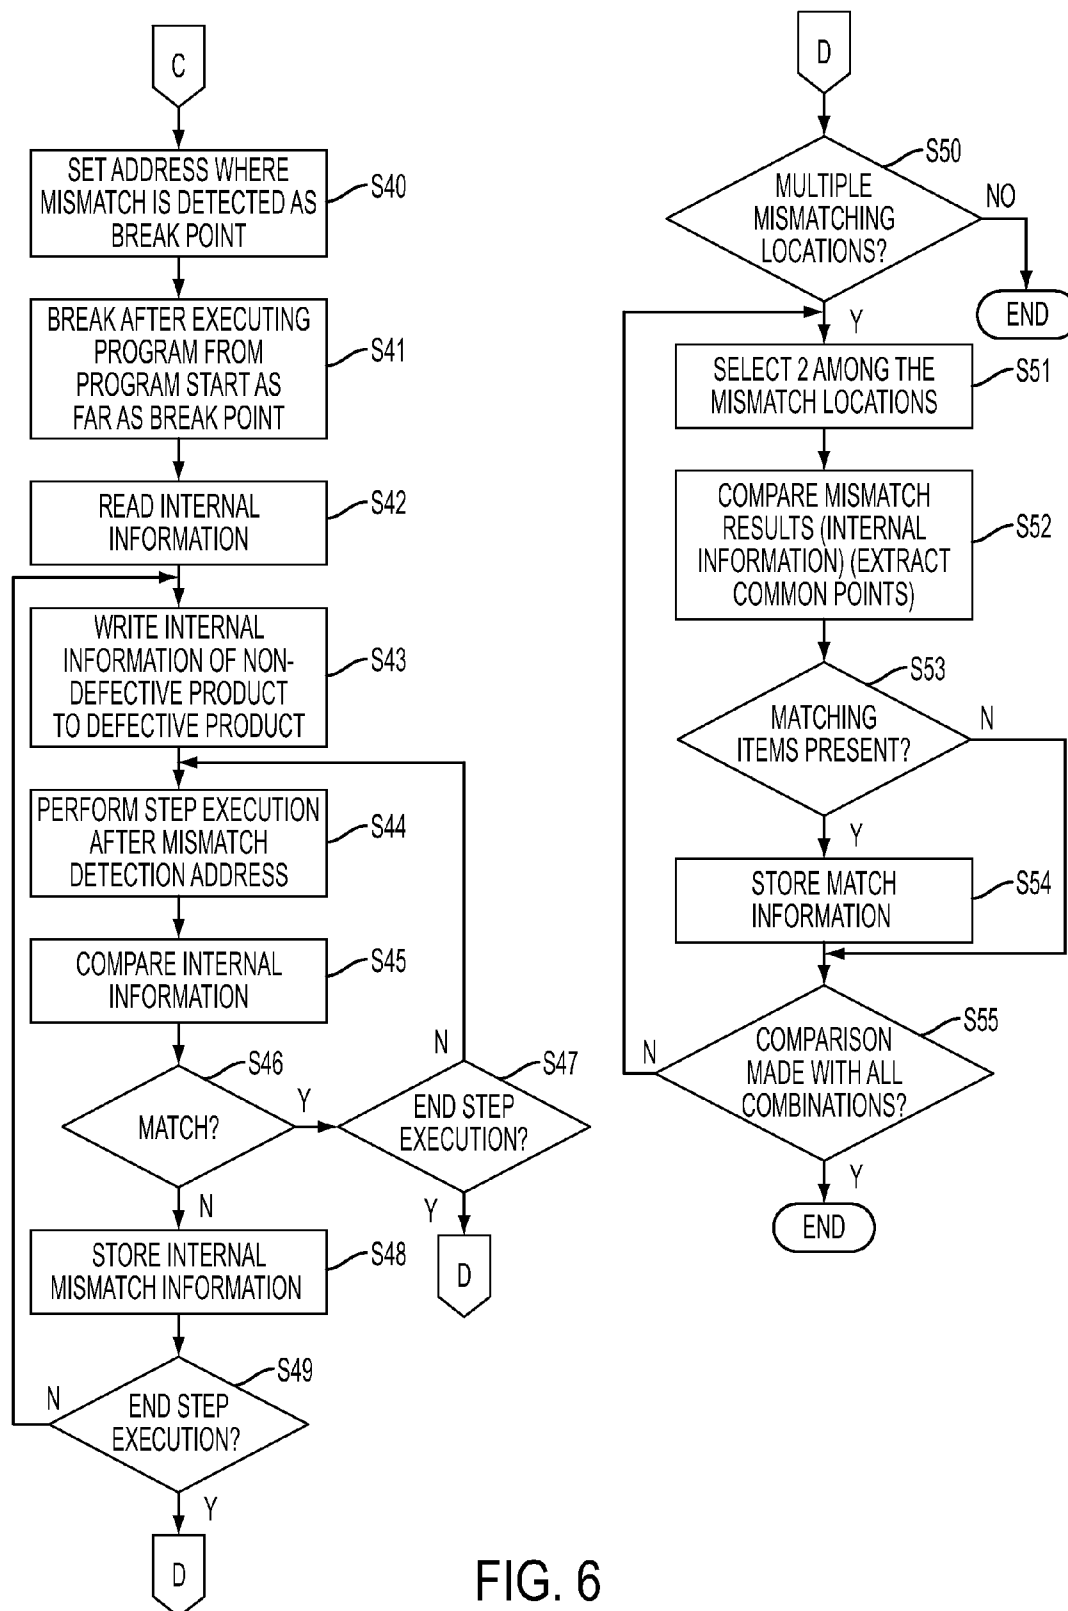 C
SET ADDRESS WHERE
MISMATCH IS DETECTED AS
BREAK POINT
S40
BREAK AFTER EXECUTING
PROGRAM FROM
PROGRAM START AS
FAR AS BREAK POINT
S41
READ INTERNAL
INFORMATION
S42
WRITE INTERNAL
INFORMATION OF NON-
DEFECTIVE PRODUCT
TO DEFECTIVE PRODUCT
S43
PERFORM STEP EXECUTION
AFTER MISMATCH
DETECTION ADDRESS
S44
COMPARE INTERNAL
INFORMATION
S45
MATCH?
S46
Y
N
END STEP
EXECUTION?
S47
N
Y
D
STORE INTERNAL
MISMATCH INFORMATION
S48
END STEP
EXECUTION?
S49
N
Y
D
D
MULTIPLE
MISMATCHING
LOCATIONS?
S50
NO
END
Y
SELECT 2 AMONG THE
MISMATCH LOCATIONS
S51
COMPARE MISMATCH
RESULTS (INTERNAL
INFORMATION) (EXTRACT
COMMON POINTS)
S52
MATCHING
ITEMS PRESENT?
S53
N
Y
STORE MATCH
INFORMATION
S54
COMPARISON
MADE WITH ALL
COMBINATIONS?
S55
N
Y
END
FIG. 6